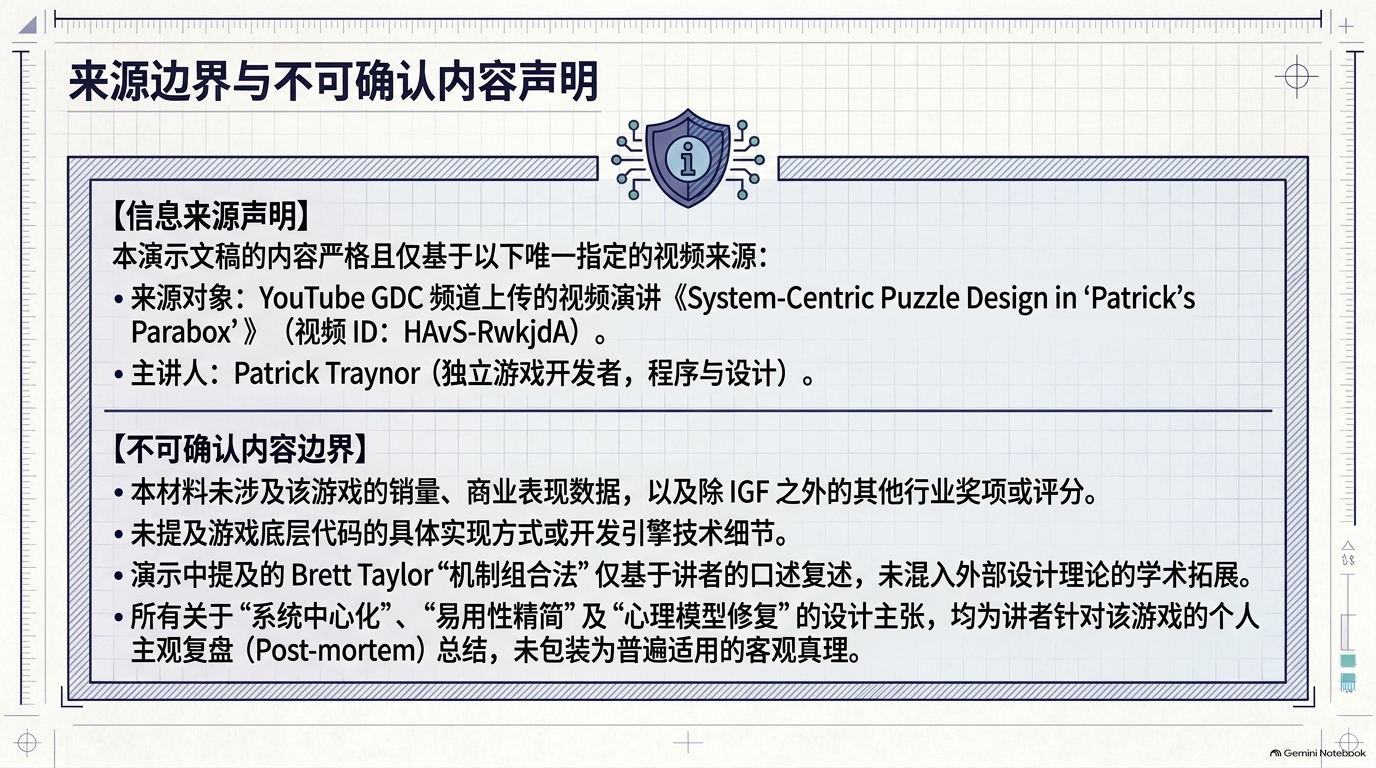 来源边界与不可确认内容声明
【信息来源声明】
本演示文稿的内容严格且仅基于以下唯一指定的视频来源：
• 来源对象：YouTube GDC 频道上传的视频演讲《System-Centric Puzzle Design in ‘Patrick’s
Parabox’ 》（视频 ID：HAvS-RwkjdA）。
• 主讲人：Patrick Traynor（独立游戏开发者，程序与设计）。
【不可确认内容边界】
• 本材料未涉及该游戏的销量、商业表现数据，以及除 IGF 之外的其他行业奖项或评分。
• 未提及游戏底层代码的具体实现方式或开发引擎技术细节。
• 演示中提及的 Brett Taylor“机制组合法” 仅基于讲者的口述复述，未混入外部设计理论的学术拓展。
• 所有关于 “系统中心化”、“易用性精简” 及 “心理模型修复” 的设计主张，均为讲者针对该游戏的个人
主观复盘（Post-mortem）总结，未包装为普遍适用的客观真理。
Gemini Notebook